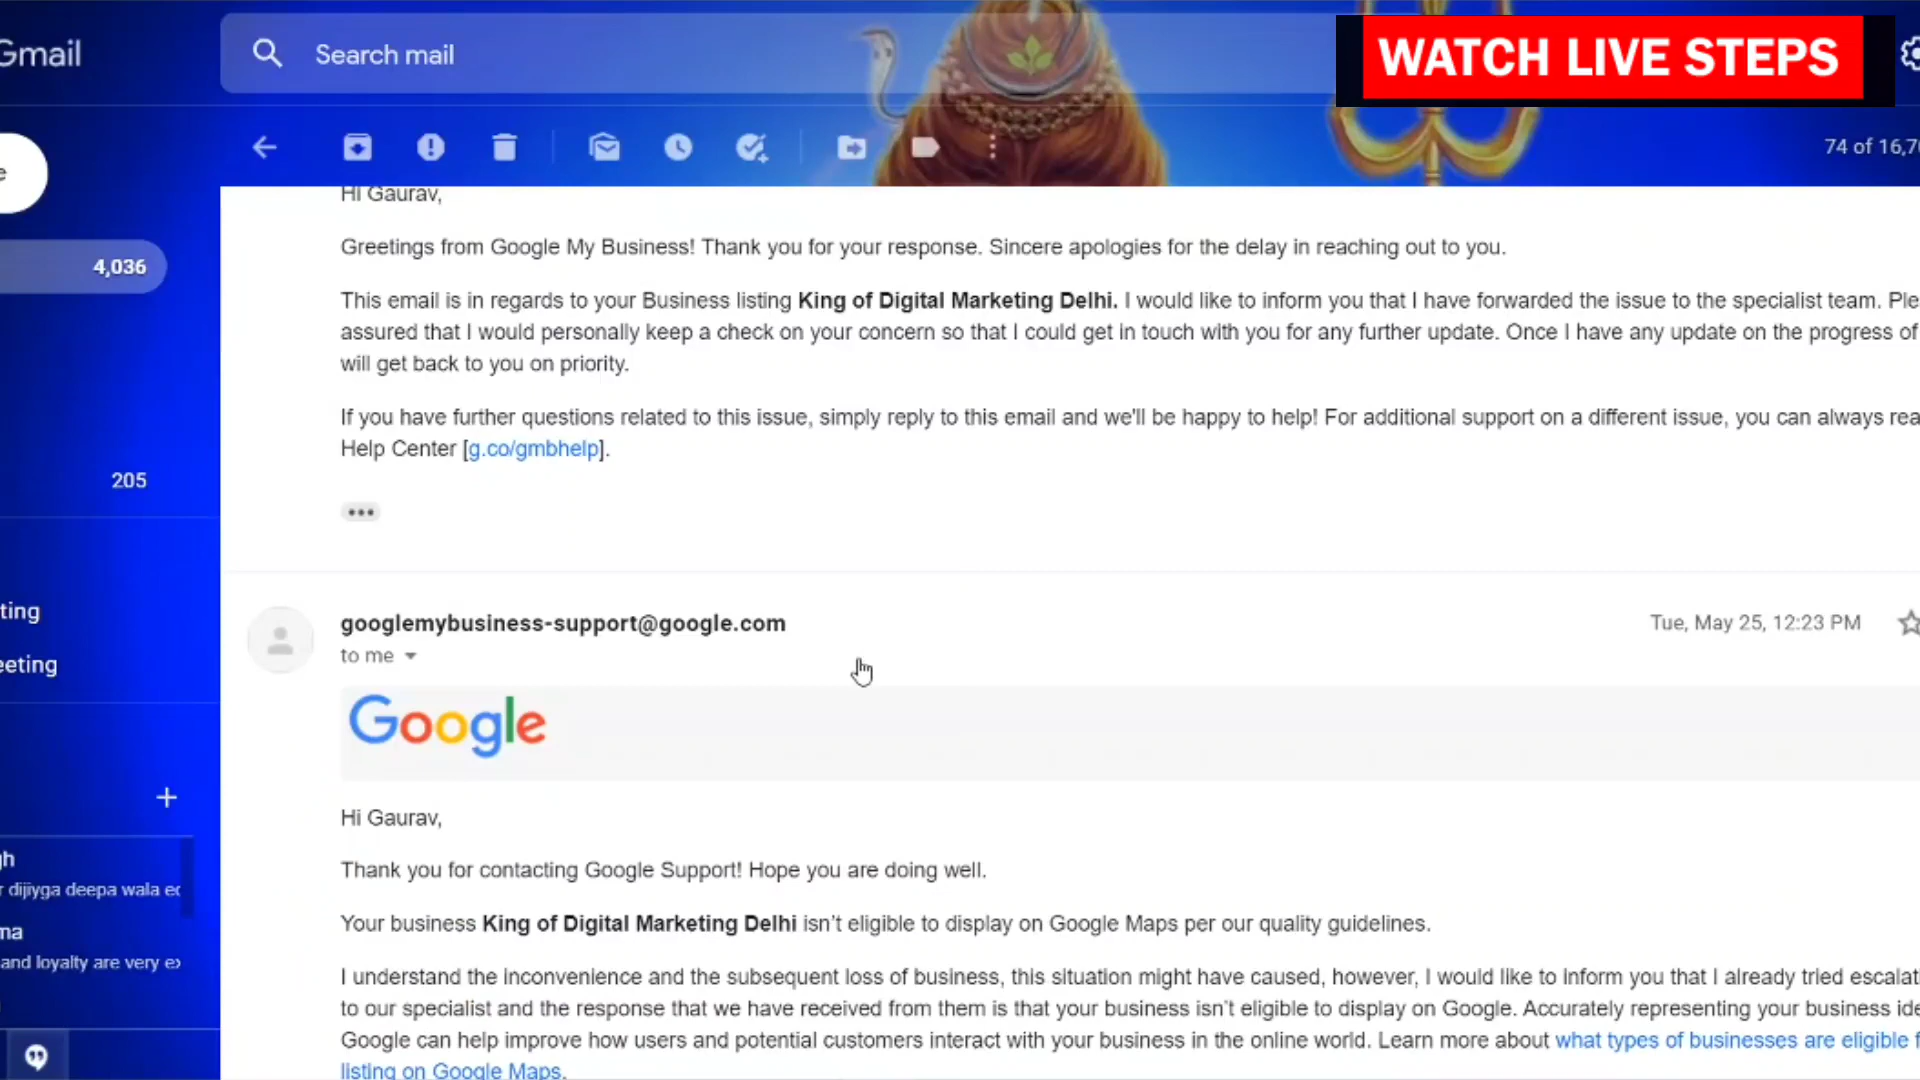 Gmail
Search mail
WATCH LIVE STEPS
74 of 16,7
4,036
205
Hi Gaurav,
Greetings from Google My Business! Thank you for your response. Sincere apologies for the delay in reaching out to you.
This email is in regards to your Business listing King of Digital Marketing Delhi. I would like to inform you that I have forwarded the issue to the specialist team. Ple
assured that I would personally keep a check on your concern so that I could get in touch with you for any further update. Once I have any update on the progress of
will get back to you on priority.
If you have further questions related to this issue, simply reply to this email and we'll be happy to help! For additional support on a different issue, you can always rea
Help Center [g.co/gmbhelp].
ting
eeting
googlemybusiness-support@google.com
Tue, May 25, 12:23 PM
to me
Google
Hi Gaurav,
Thank you for contacting Google Support! Hope you are doing well.
Your business King of Digital Marketing Delhi isn't eligible to display on Google Maps per our quality guidelines.
I understand the inconvenience and the subsequent loss of business, this situation might have caused, however, I would like to inform you that I already tried escalati
to our specialist and the response that we have received from them is that your business isn't eligible to display on Google. Accurately representing your business ide
Google can help improve how users and potential customers interact with your business in the online world. Learn more about what types of businesses are eligible f
listing on Google Maps.
gh
r dijiyga deepa wala ec
ma
and loyalty are very ex